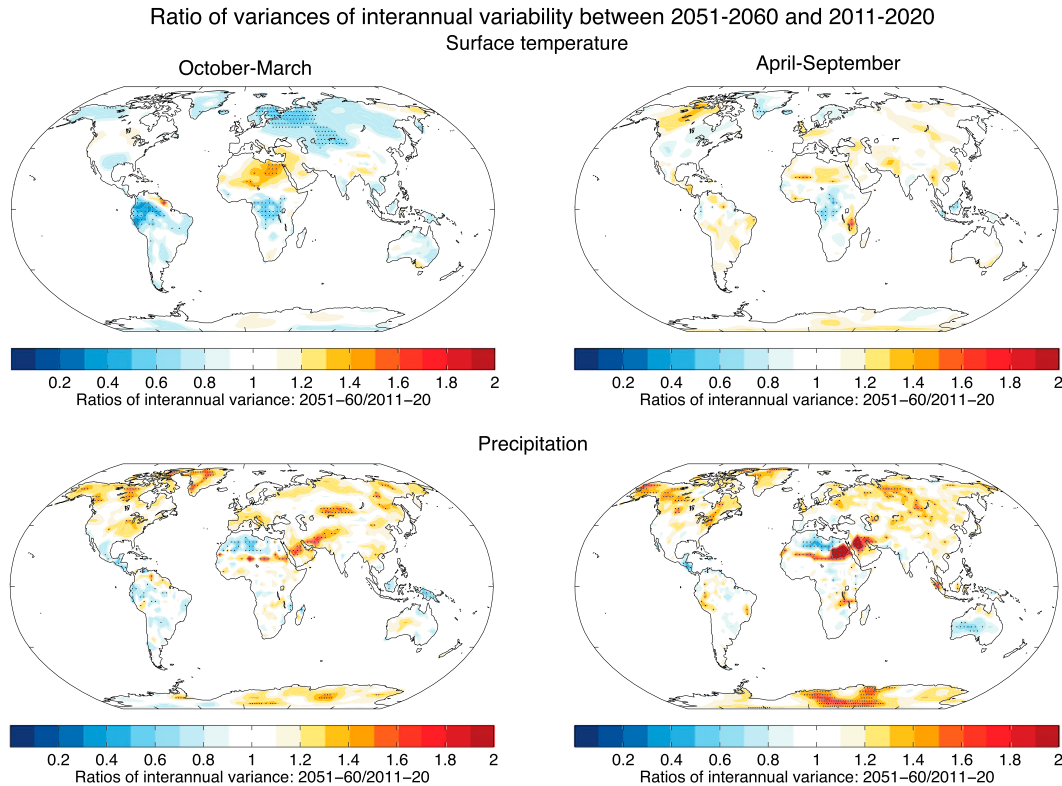 Ratio of variances of interannual variability between 2051-2060 and 2011-2020
Surface temperature
October-March
April-September
0.2 0.4 0.6 0.8 1 1.2 1.4 1.6 1.8 2
Ratios of interannual variance: 2051−60/2011−20
0.2 0.4 0.6 0.8 1 1.2 1.4 1.6 1.8 2
Ratios of interannual variance: 2051−60/2011−20
Precipitation
0.2 0.4 0.6 0.8 1 1.2 1.4 1.6 1.8 2
Ratios of interannual variance: 2051−60/2011−20
0.2 0.4 0.6 0.8 1 1.2 1.4 1.6 1.8 2
Ratios of interannual variance: 2051−60/2011−20